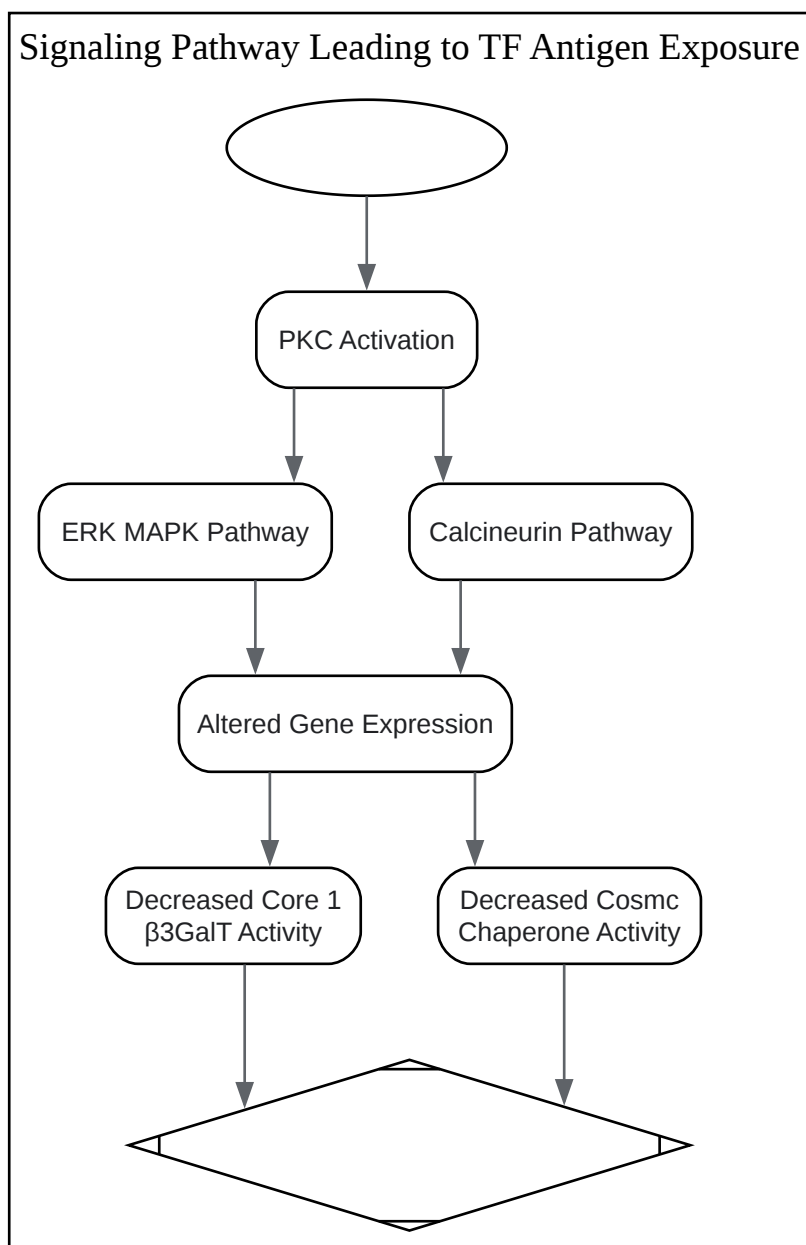 Signaling Pathway Leading to TF Antigen Exposure
PKC Activation
ERK MAPK Pathway
Calcineurin Pathway
Altered Gene Expression
Decreased Core 1
β3GalT Activity
Decreased Cosmc
Chaperone Activity